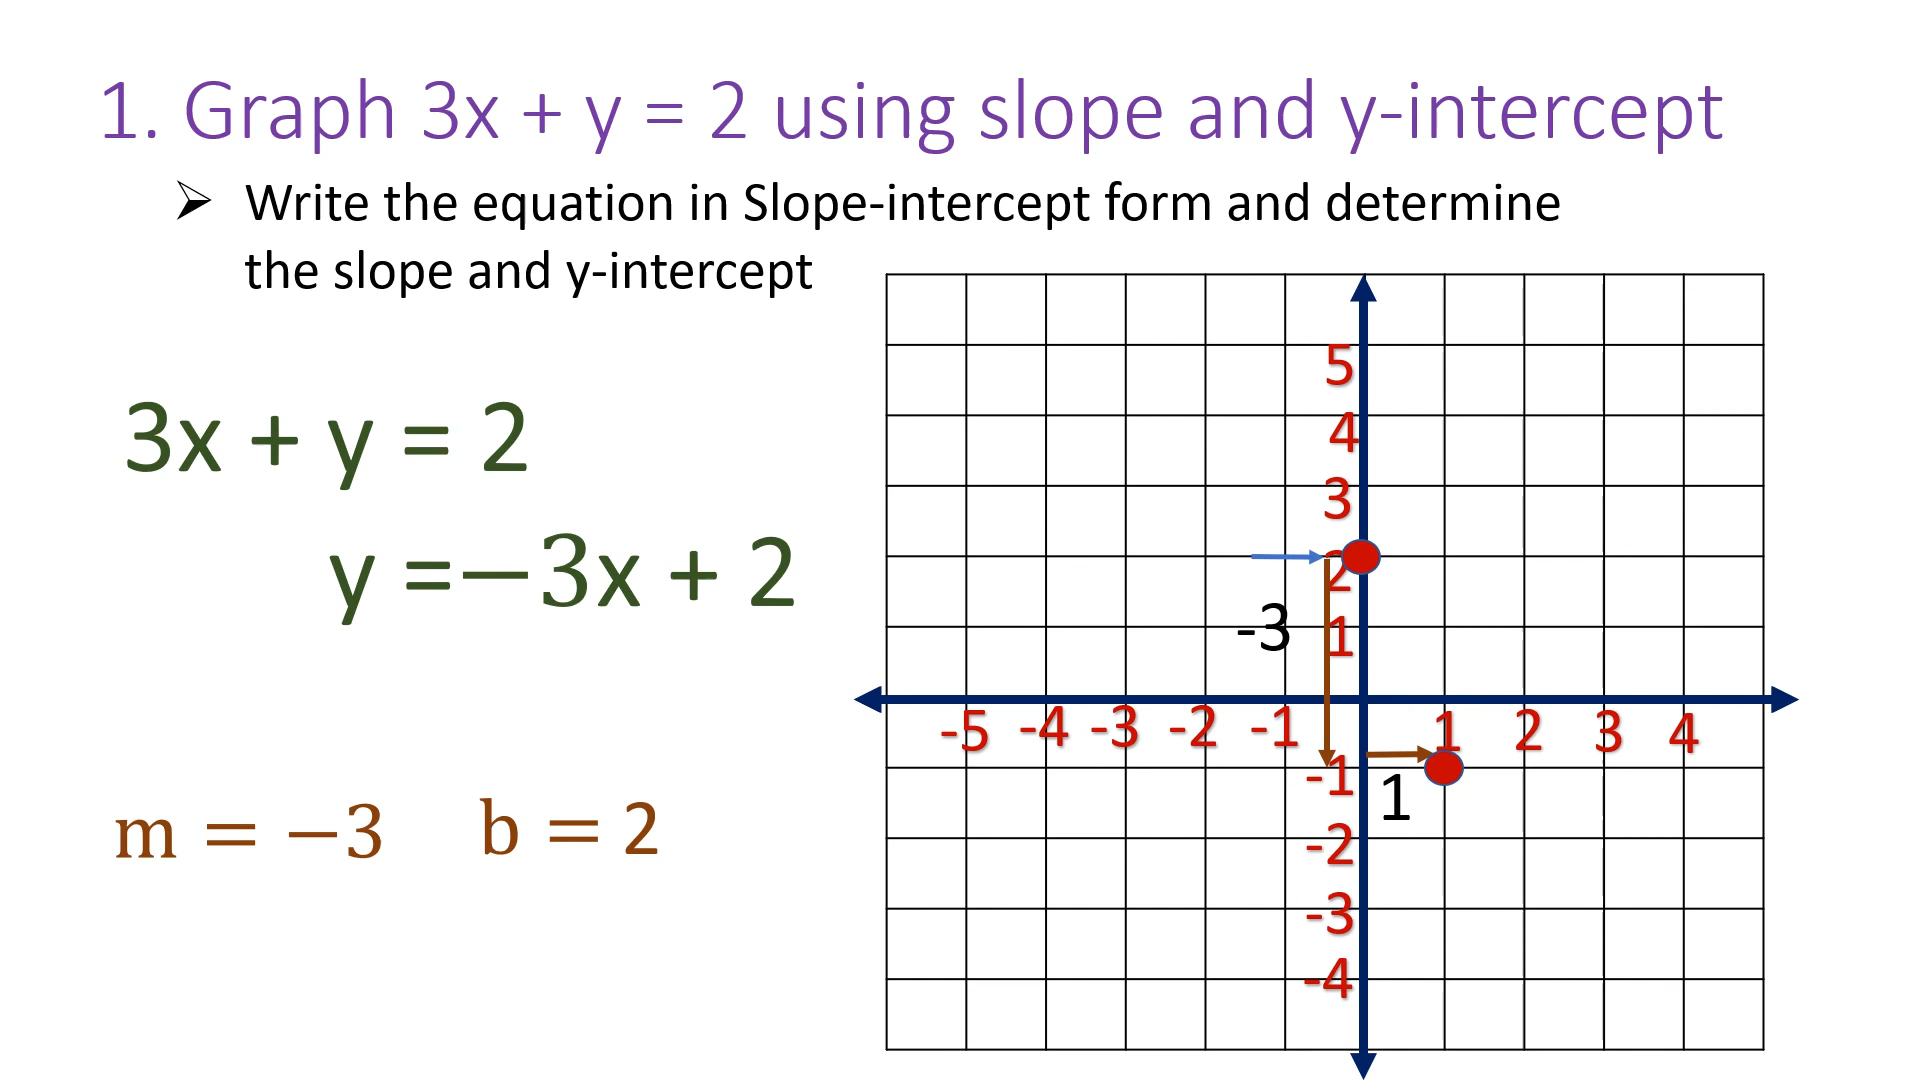 1. Graph 3x + y = 2 using slope and y-intercept
➢ Write the equation in Slope-intercept form and determine
the slope and y-intercept
3x + y = 2
y =−3x + 2
m = −3 b = 2
5
4
3
2
-3
1
-5 -4 -3 -2 -1 1 2 3 4
-1
1
-2
-3
-4